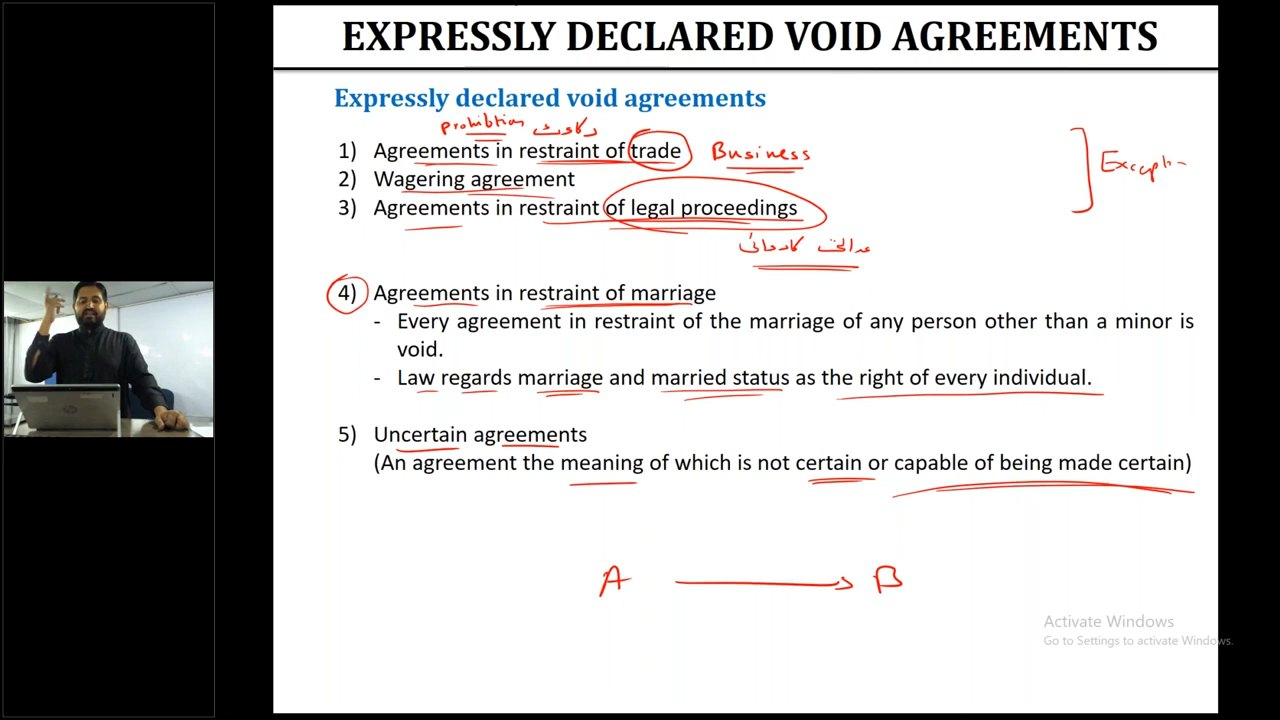 EXPRESSLY DECLARED VOID AGREEMENTS
Expressly declared void agreements
prohibtion رکاوٹ
1) Agreements in restraint of trade Business
2) Wagering agreement
3) Agreements in restraint of legal proceedings
عدالتی کاروائی
4) Agreements in restraint of marriage
- Every agreement in restraint of the marriage of any person other than a minor is
void.
- Law regards marriage and married status as the right of every individual.
5) Uncertain agreements
(An agreement the meaning of which is not certain or capable of being made certain)
A B
Activate Windows
Go to Settings to activate Windows.